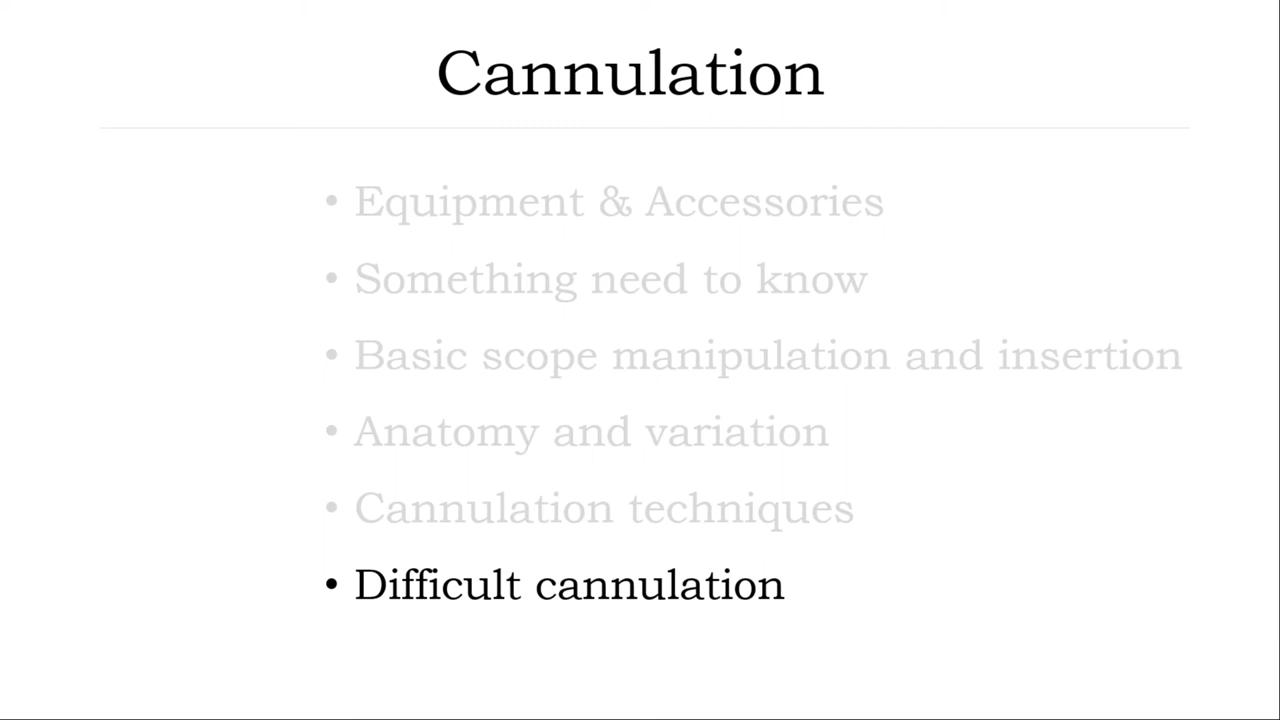 Cannulation
• Equipment & Accessories
• Something need to know
• Basic scope manipulation and insertion
• Anatomy and variation
• Cannulation techniques
• Difficult cannulation